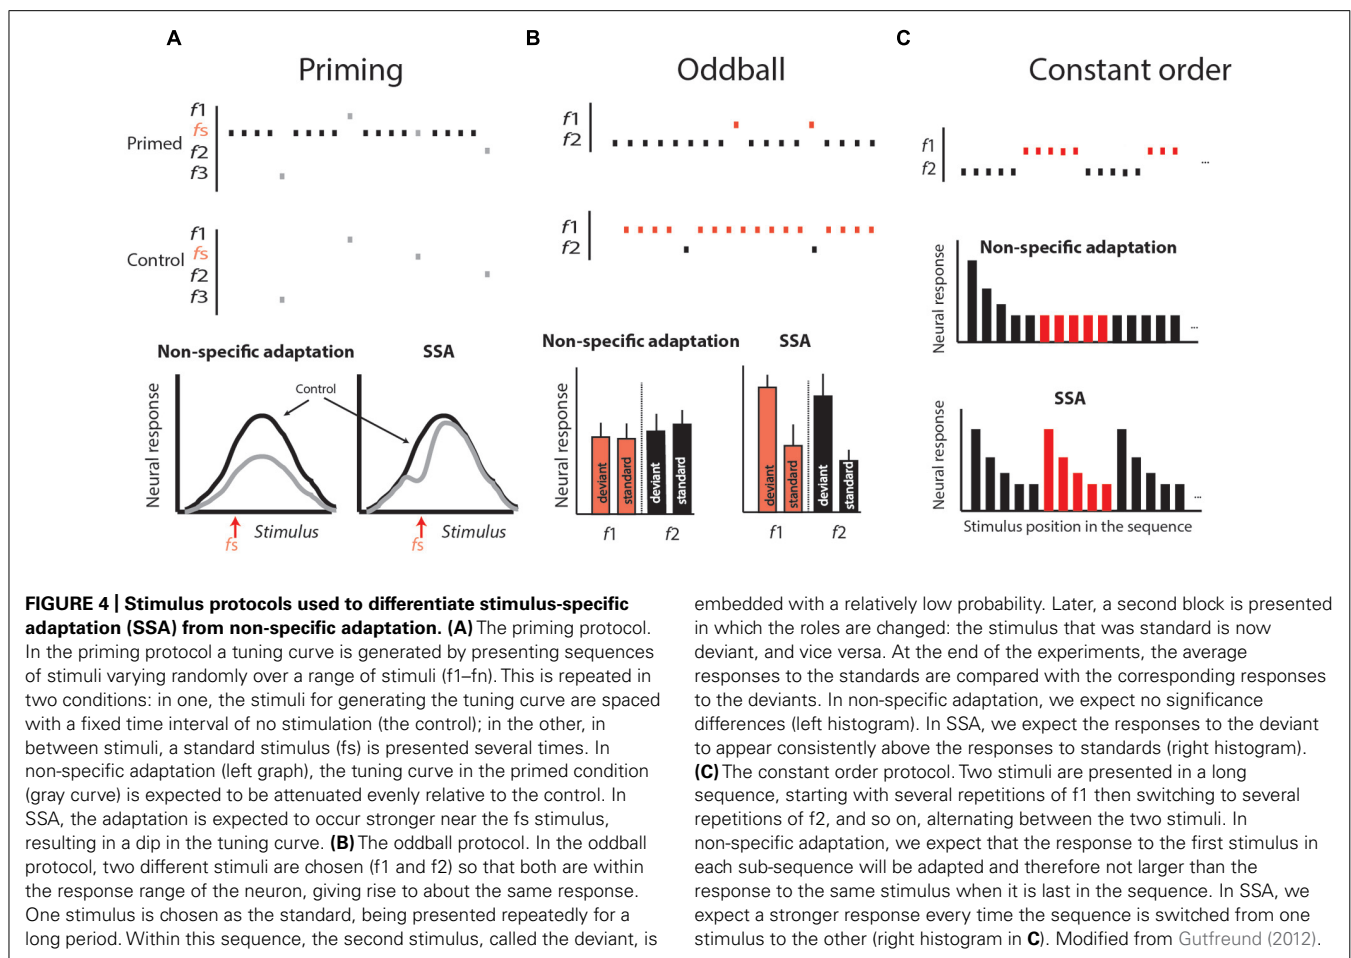 A
Priming
Primed
f1
fs
f2
f3
Control
f1
fs
f2
f3
Non-specific adaptation
SSA
Control
Neural response
fs
Stimulus
fs
Stimulus
B
Oddball
f1
f2
f1
f2
Non-specific adaptation
SSA
Neural response
deviant
standard
deviant
standard
f1
f2
Neural response
deviant
standard
deviant
standard
f1
f2
C
Constant order
f1
f2
...
Non-specific adaptation
Neural response
...
SSA
Neural response
...
Stimulus position in the sequence
FIGURE 4 | Stimulus protocols used to differentiate stimulus-specific
adaptation (SSA) from non-specific adaptation. (A) The priming protocol.
In the priming protocol a tuning curve is generated by presenting sequences
of stimuli varying randomly over a range of stimuli (f1–fn). This is repeated in
two conditions: in one, the stimuli for generating the tuning curve are spaced
with a fixed time interval of no stimulation (the control); in the other, in
between stimuli, a standard stimulus (fs) is presented several times. In
non-specific adaptation (left graph), the tuning curve in the primed condition
(gray curve) is expected to be attenuated evenly relative to the control. In
SSA, the adaptation is expected to occur stronger near the fs stimulus,
resulting in a dip in the tuning curve. (B) The oddball protocol. In the oddball
protocol, two different stimuli are chosen (f1 and f2) so that both are within
the response range of the neuron, giving rise to about the same response.
One stimulus is chosen as the standard, being presented repeatedly for a
long period. Within this sequence, the second stimulus, called the deviant, is
embedded with a relatively low probability. Later, a second block is presented
in which the roles are changed: the stimulus that was standard is now
deviant, and vice versa. At the end of the experiments, the average
responses to the standards are compared with the corresponding responses
to the deviants. In non-specific adaptation, we expect no significance
differences (left histogram). In SSA, we expect the responses to the deviant
to appear consistently above the responses to standards (right histogram).
(C) The constant order protocol. Two stimuli are presented in a long
sequence, starting with several repetitions of f1 then switching to several
repetitions of f2, and so on, alternating between the two stimuli. In
non-specific adaptation, we expect that the response to the first stimulus in
each sub-sequence will be adapted and therefore not larger than the
response to the same stimulus when it is last in the sequence. In SSA, we
expect a stronger response every time the sequence is switched from one
stimulus to the other (right histogram in C). Modified from Gutfreund (2012).